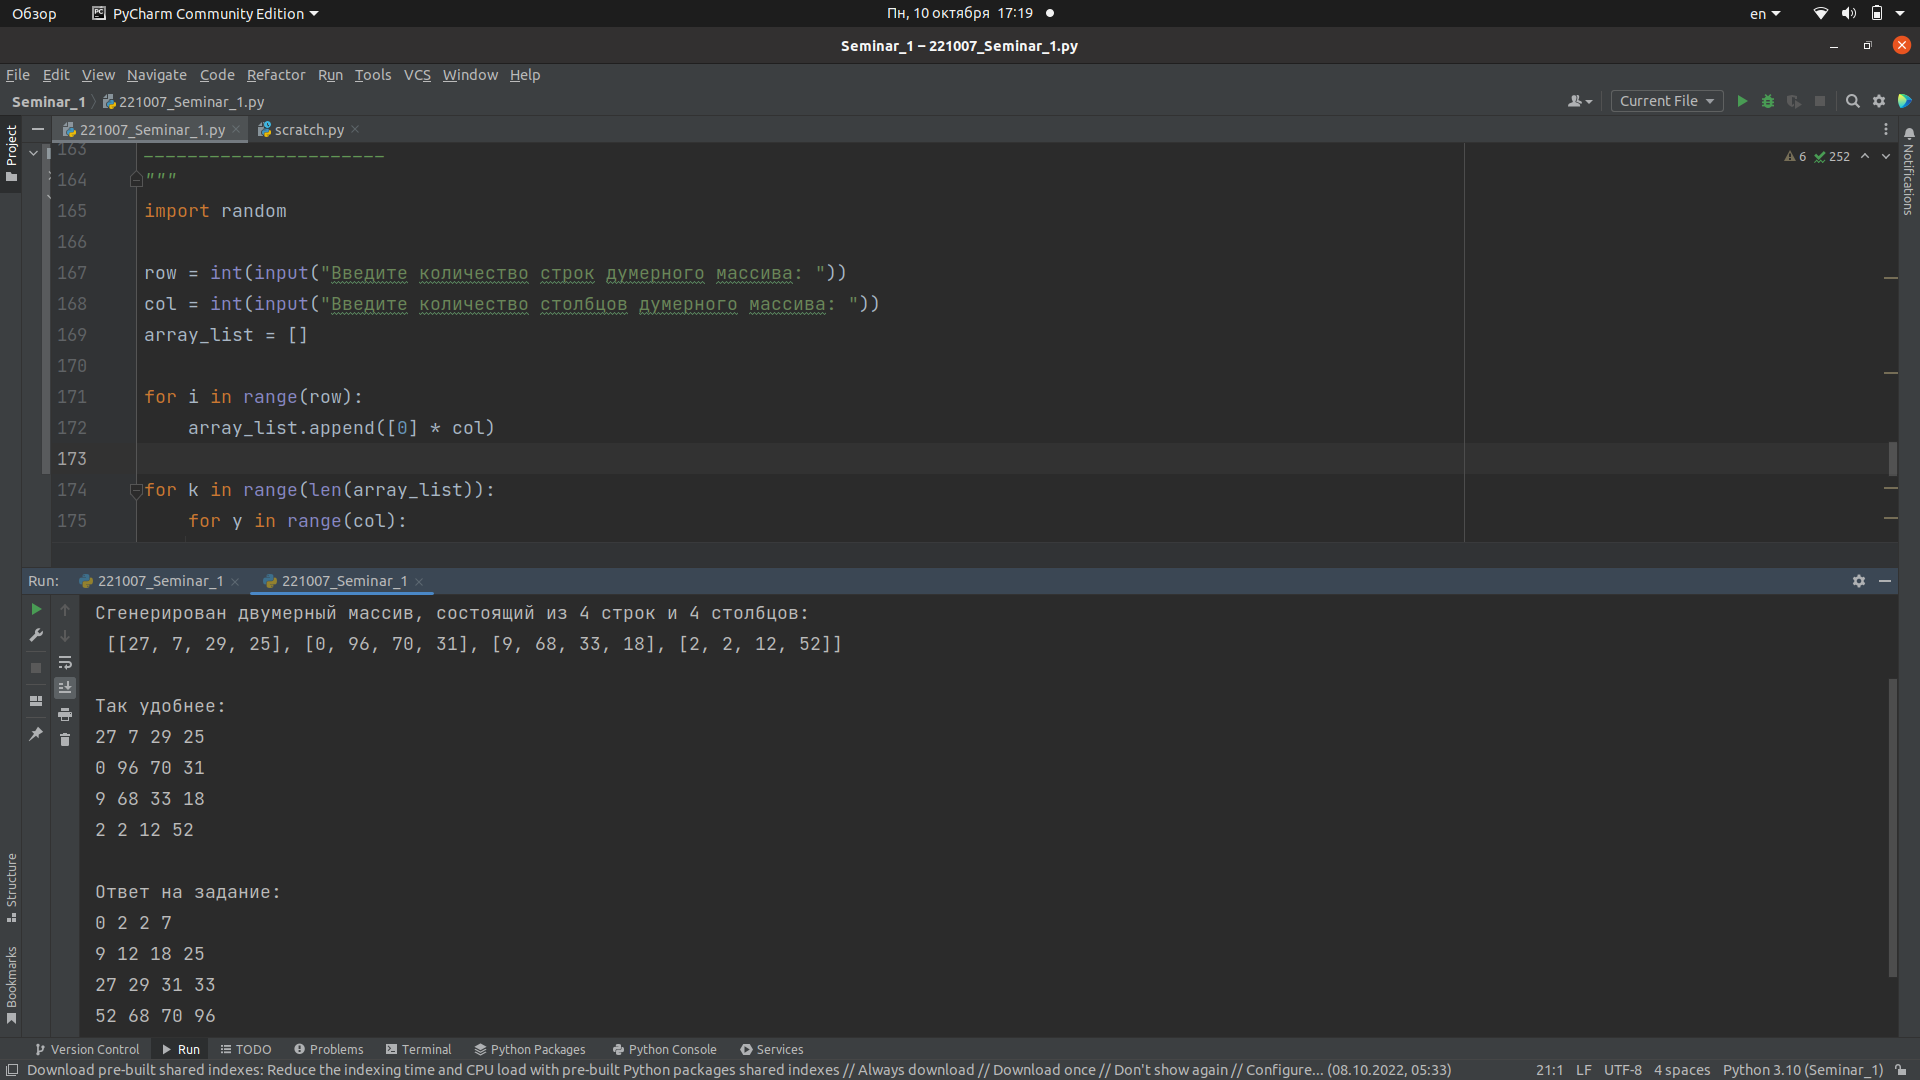 Обзор PyCharm Community Edition Пн, 10 октября 17:19 en
Seminar_1 – 221007_Seminar_1.py
File Edit View Navigate Code Refactor Run Tools VCS Window Help
Seminar_1 221007_Seminar_1.py Current File
Project 221007_Seminar_1.py scratch.py
Notifications
6 252
163 ----------------------
164 """
165 import random
166
167 row = int(input("Введите количество строк думерного массива: "))
168 col = int(input("Введите количество столбцов думерного массива: "))
169 array_list = []
170
171 for i in range(row):
172 array_list.append([0] * col)
173
174 for k in range(len(array_list)):
175 for y in range(col):
Run: 221007_Seminar_1 221007_Seminar_1
Сгенерирован двумерный массив, состоящий из 4 строк и 4 столбцов:
[[27, 7, 29, 25], [0, 96, 70, 31], [9, 68, 33, 18], [2, 2, 12, 52]]
Так удобнее:
27 7 29 25
0 96 70 31
9 68 33 18
2 2 12 52
Ответ на задание:
0 2 2 7
9 12 18 25
27 29 31 33
52 68 70 96
Structure
Bookmarks
Version Control Run TODO Problems Terminal Python Packages Python Console Services
Download pre-built shared indexes: Reduce the indexing time and CPU load with pre-built Python packages shared indexes // Always download // Download once // Don't show again // Configure... (08.10.2022, 05:33) 21:1 LF UTF-8 4 spaces Python 3.10 (Seminar_1)